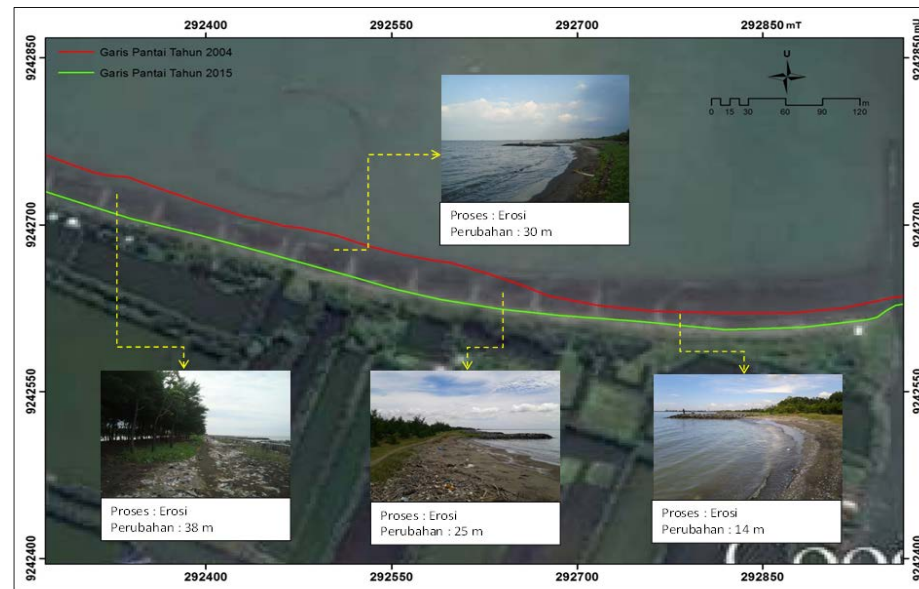 292400 292550 292700 292850 mT
9242850
9242850 mU
Garis Pantai Tahun 2004
Garis Pantai Tahun 2015
U
m
0 15 30 60 90 120
Proses : Erosi
Perubahan : 30 m
9242700
9242700
9242550
9242550
Proses : Erosi
Perubahan : 38 m
Proses : Erosi
Perubahan : 25 m
Proses : Erosi
Perubahan : 14 m
9242400
9242400
292400 292550 292700 292850